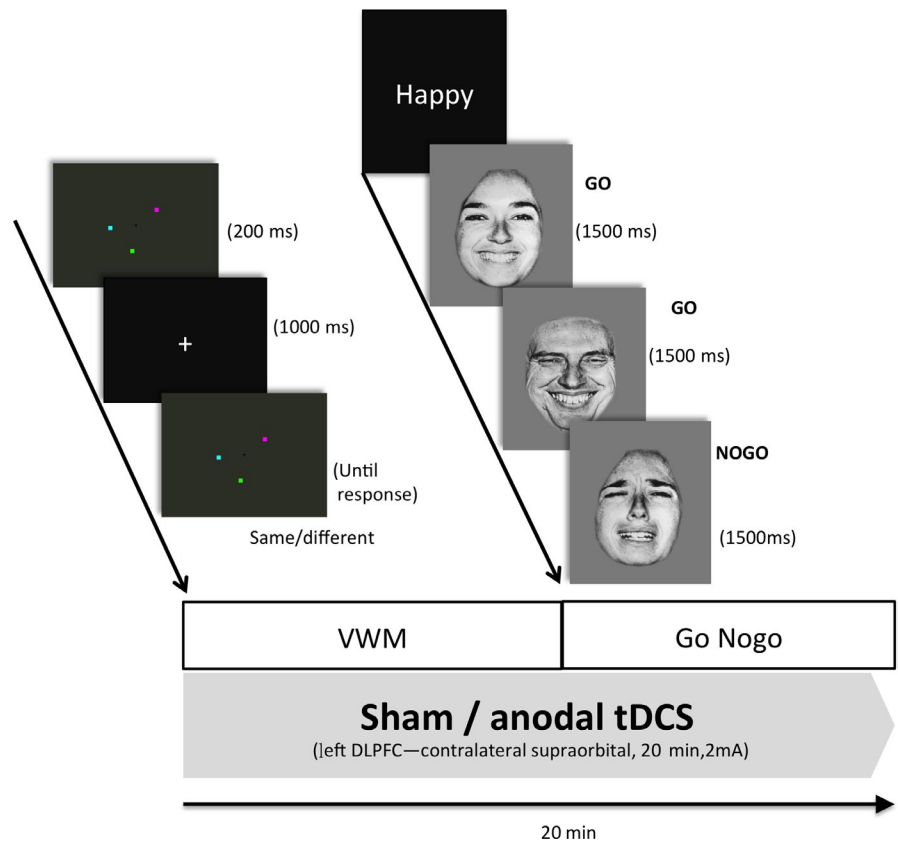 Happy
GO
(200 ms)
(1500 ms)
+
(1000 ms)
GO
(1500 ms)
(Until
response)
NOGO
Same/different
(1500ms)
VWM
Go Nogo
Sham / anodal tDCS
(left DLPFC—contralateral supraorbital, 20 min,2mA)
20 min